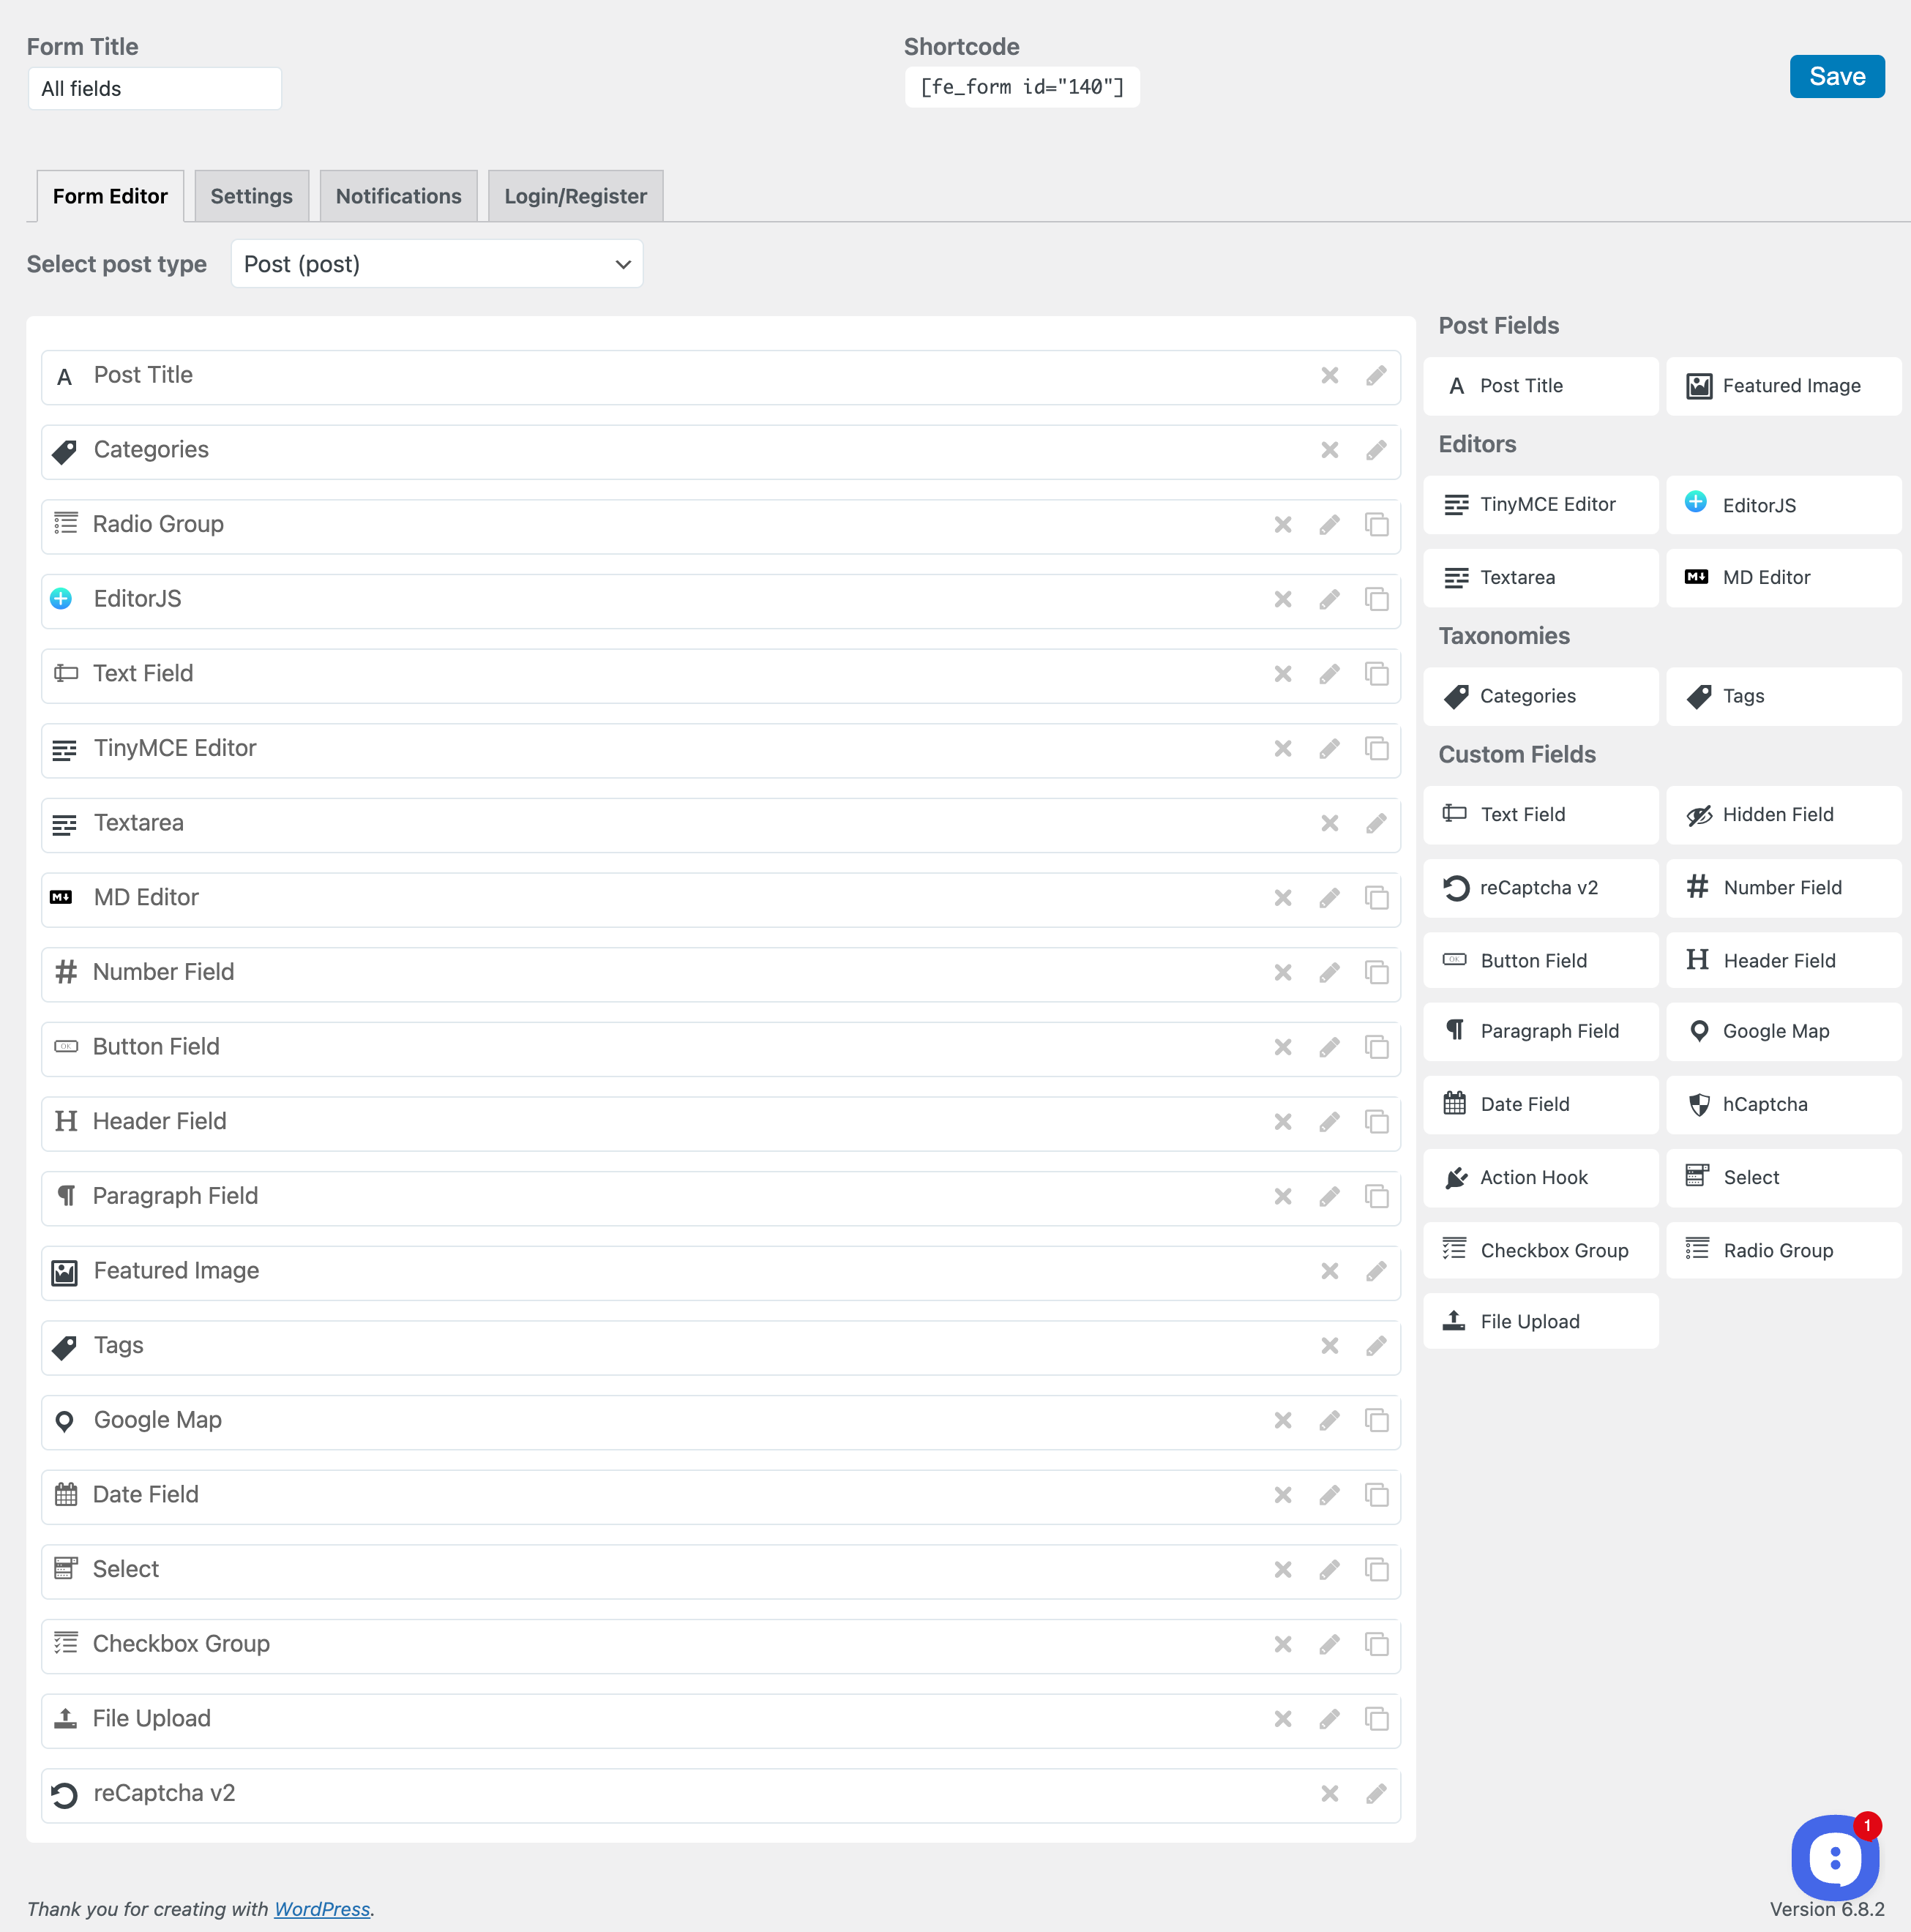 Form Title
All fields
Shortcode
[fe_form id="140"]
Save
Form Editor
Settings
Notifications
Login/Register
Select post type
Post (post)
A Post Title
Categories
Radio Group
EditorJS
Text Field
TinyMCE Editor
Textarea
M MD Editor
Number Field
OK Button Field
H Header Field
¶ Paragraph Field
Featured Image
Tags
Google Map
Date Field
Select
Checkbox Group
File Upload
reCaptcha v2
Post Fields
A Post Title
Featured Image
Editors
TinyMCE Editor
EditorJS
Textarea
M MD Editor
Taxonomies
Categories
Tags
Custom Fields
Text Field
Hidden Field
reCaptcha v2
# Number Field
OK Button Field
H Header Field
¶ Paragraph Field
Google Map
Date Field
hCaptcha
Action Hook
Select
Checkbox Group
Radio Group
File Upload
1
Thank you for creating with WordPress.
Version 6.8.2